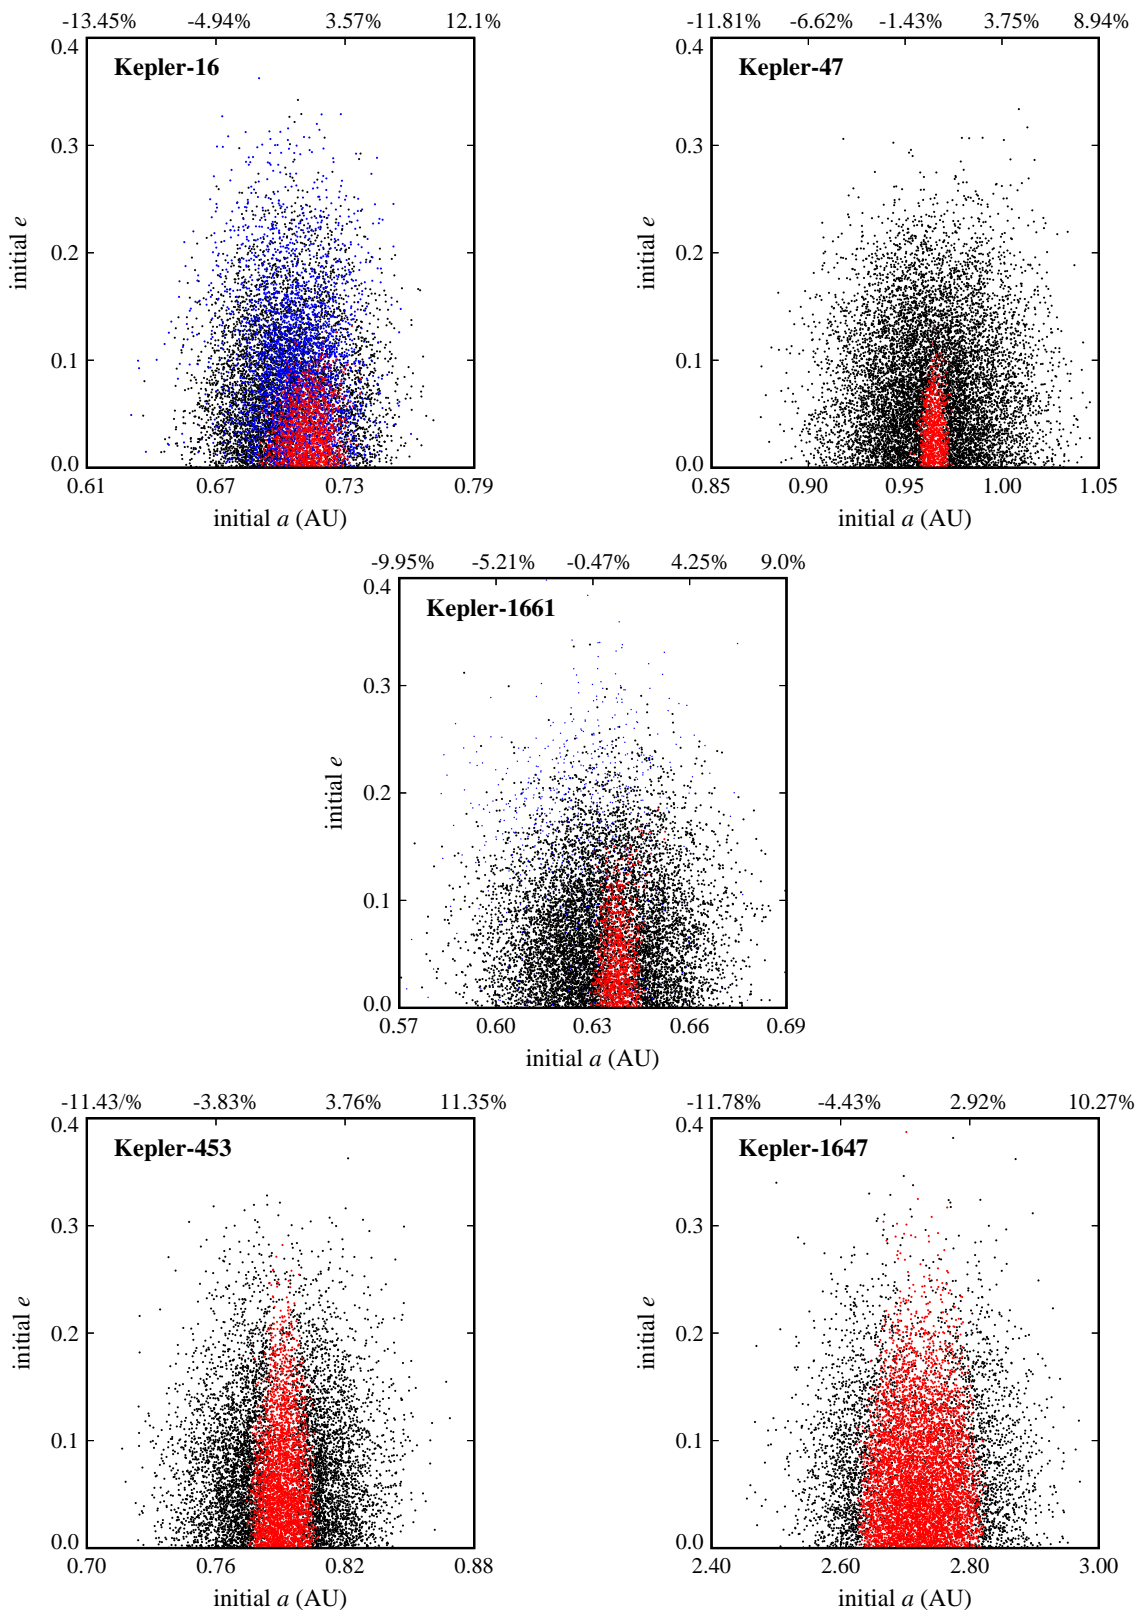 -13.45% -4.94% 3.57% 12.1%
0.4
Kepler-16
0.3
0.2
0.1
0.0
initial e
0.61 0.67 0.73 0.79
initial a (AU)
-11.81% -6.62% -1.43% 3.75% 8.94%
0.4
Kepler-47
0.3
0.2
0.1
0.0
initial e
0.85 0.90 0.95 1.00 1.05
initial a (AU)
-9.95% -5.21% -0.47% 4.25% 9.0%
0.4
Kepler-1661
0.3
0.2
0.1
0.0
initial e
0.57 0.60 0.63 0.66 0.69
initial a (AU)
-11.43/% -3.83% 3.76% 11.35%
0.4
Kepler-453
0.3
0.2
0.1
0.0
initial e
0.70 0.76 0.82 0.88
initial a (AU)
-11.78% -4.43% 2.92% 10.27%
0.4
Kepler-1647
0.3
0.2
0.1
0.0
initial e
2.40 2.60 2.80 3.00
initial a (AU)